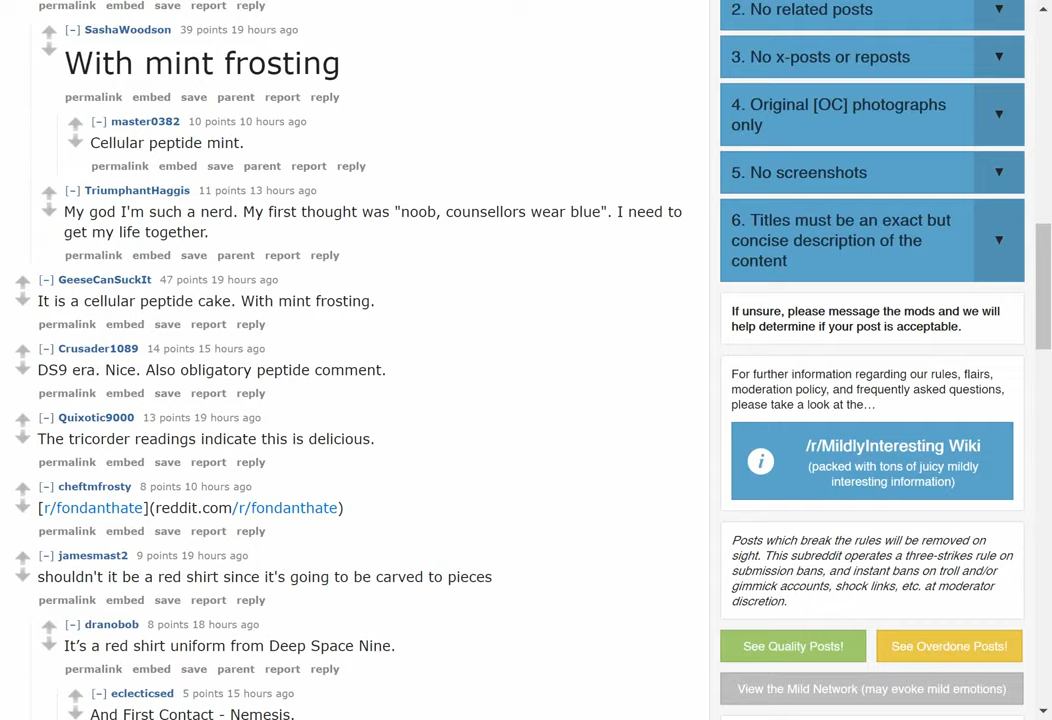 permalink embed save parent report reply
[–] SashaWoodson 39 points 19 hours ago
With mint frosting
permalink embed save parent report reply
[–] master0382 10 points 10 hours ago
Cellular peptide mint.
permalink embed save parent report reply
[–] TriumphantHaggis 11 points 13 hours ago
My god I'm such a nerd. My first thought was "noob, counsellors wear blue". I need to
get my life together.
permalink embed save parent report reply
[–] GeeseCanSuckIt 47 points 19 hours ago
It is a cellular peptide cake. With mint frosting.
permalink embed save report reply
[–] Crusader1089 14 points 15 hours ago
DS9 era. Nice. Also obligatory peptide comment.
permalink embed save report reply
[–] Quixotic9000 13 points 19 hours ago
The tricorder readings indicate this is delicious.
permalink embed save report reply
[–] cheftmfrosty 8 points 10 hours ago
[r/fondanthate](reddit.com/r/fondanthate)
permalink embed save report reply
[–] jamesmast2 9 points 19 hours ago
shouldn't it be a red shirt since it's going to be carved to pieces
permalink embed save report reply
[–] dranobob 8 points 18 hours ago
It’s a red shirt uniform from Deep Space Nine.
permalink embed save parent report reply
[–] eclecticsed 5 points 15 hours ago
And First Contact - Nemesis.
2. No related posts
3. No x-posts or reposts
4. Original [OC] photographs
only
5. No screenshots
6. Titles must be an exact but
concise description of the
content
If unsure, please message the mods and we will
help determine if your post is acceptable.
For further information regarding our rules, flairs,
moderation policy, and frequently asked questions,
please take a look at the…
/r/MildlyInteresting Wiki
(packed with tons of juicy mildly
interesting information)
Posts which break the rules will be removed on
sight. This subreddit operates a three-strikes rule on
submission bans, and instant bans on troll and/or
gimmick accounts, shock links, etc. at moderator
discretion.
See Quality Posts!
See Overdone Posts!
View the Mild Network (may evoke mild emotions)